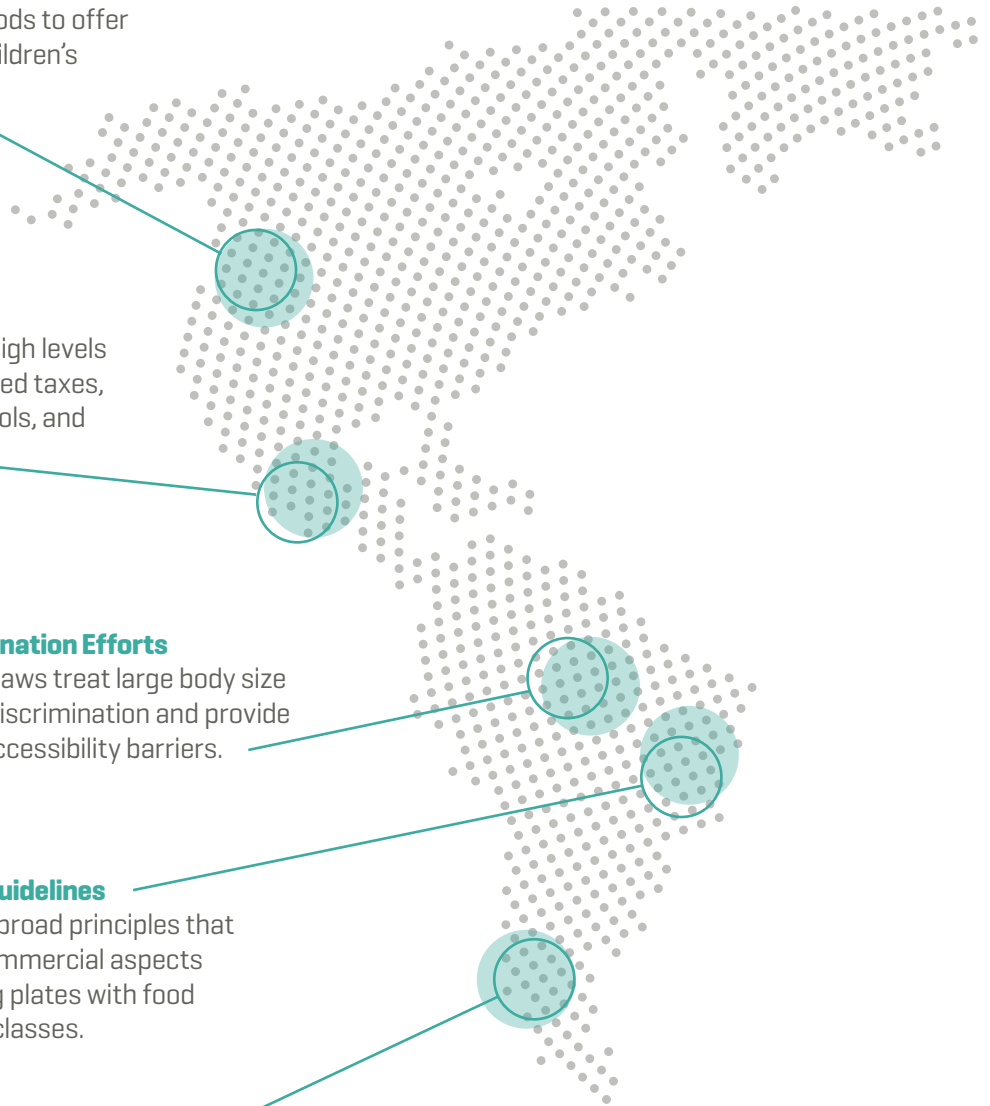 ods to offer
ildren’s
igh levels
ed taxes,
ols, and
nation Efforts
aws treat large body size
iscrimination and provide
ccessibility barriers.
uidelines
broad principles that
mmercial aspects
g plates with food
classes.